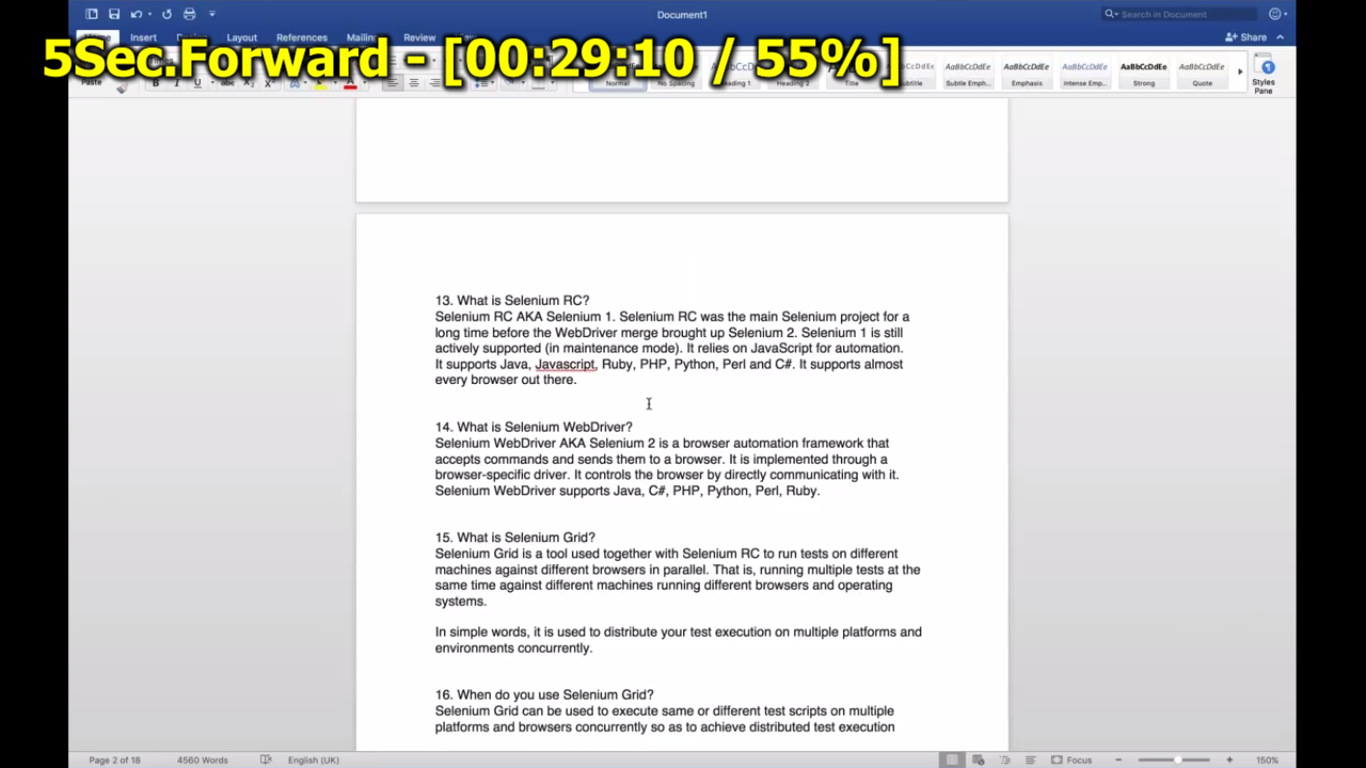 Document1
Search in Document
Insert
Layout
References
Review
Share
5Sec.Forward - [00:29:10 / 55%]
Paste
AaBbCcDdEe
AaBbCcDdEe
AaBbCcDdEe
AaBbCcDdEe
AaBbCcDdEe
Normal
No Spacing
Heading 2
Title
Subtle Emph...
Emphasis
Intense Emp...
Strong
Quote
Styles
Pane
13. What is Selenium RC?
Selenium RC AKA Selenium 1. Selenium RC was the main Selenium project for a
long time before the WebDriver merge brought up Selenium 2. Selenium 1 is still
actively supported (in maintenance mode). It relies on JavaScript for automation.
It supports Java, Javascript, Ruby, PHP, Python, Perl and C#. It supports almost
every browser out there.
14. What is Selenium WebDriver?
Selenium WebDriver AKA Selenium 2 is a browser automation framework that
accepts commands and sends them to a browser. It is implemented through a
browser-specific driver. It controls the browser by directly communicating with it.
Selenium WebDriver supports Java, C#, PHP, Python, Perl, Ruby.
15. What is Selenium Grid?
Selenium Grid is a tool used together with Selenium RC to run tests on different
machines against different browsers in parallel. That is, running multiple tests at the
same time against different machines running different browsers and operating
systems.
In simple words, it is used to distribute your test execution on multiple platforms and
environments concurrently.
16. When do you use Selenium Grid?
Selenium Grid can be used to execute same or different test scripts on multiple
platforms and browsers concurrently so as to achieve distributed test execution
Page 2 of 18
4560 Words
English (UK)
Focus
150%